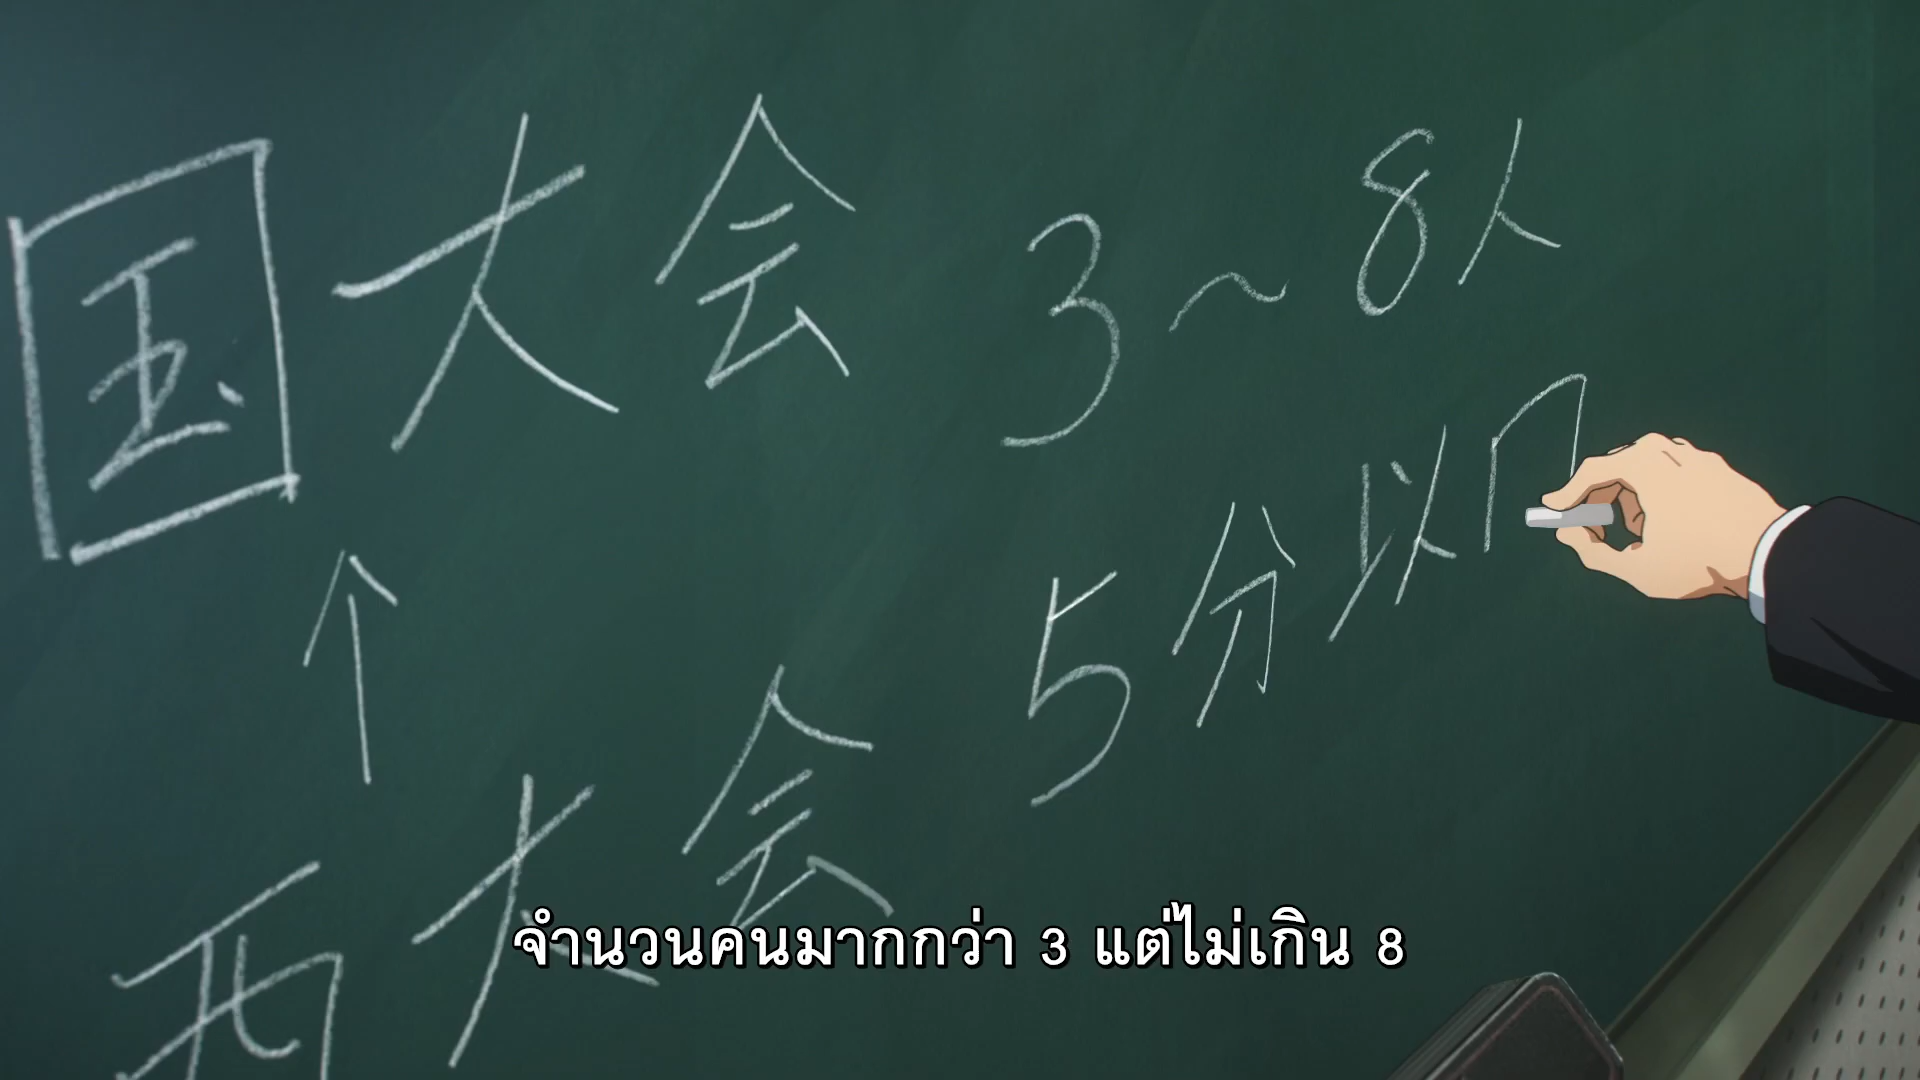 国大会 3~8人
5分以
↑
西大会
จำนวนคนมากกว่า 3 แต่ไม่เกิน 8